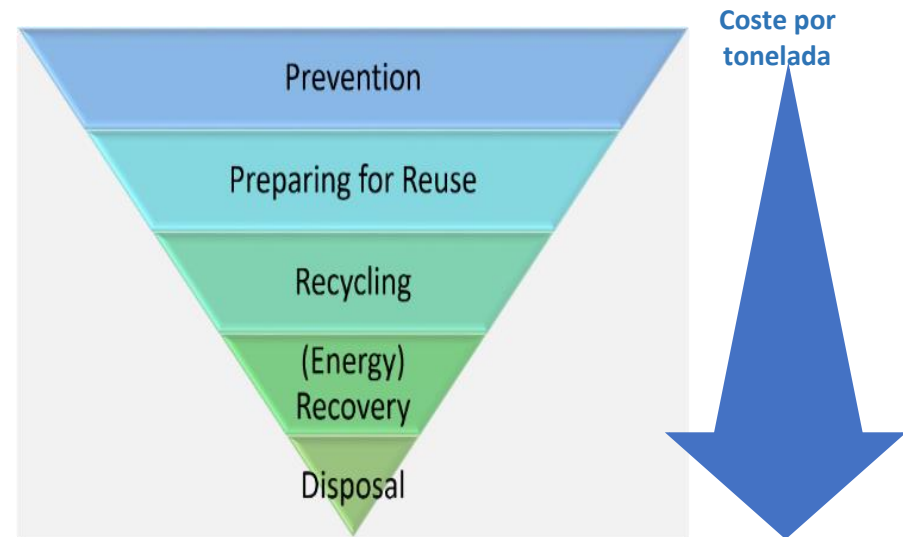 Coste por
tonelada
Prevention
Preparing for Reuse
Recycling
(Energy)
Recovery
Disposal